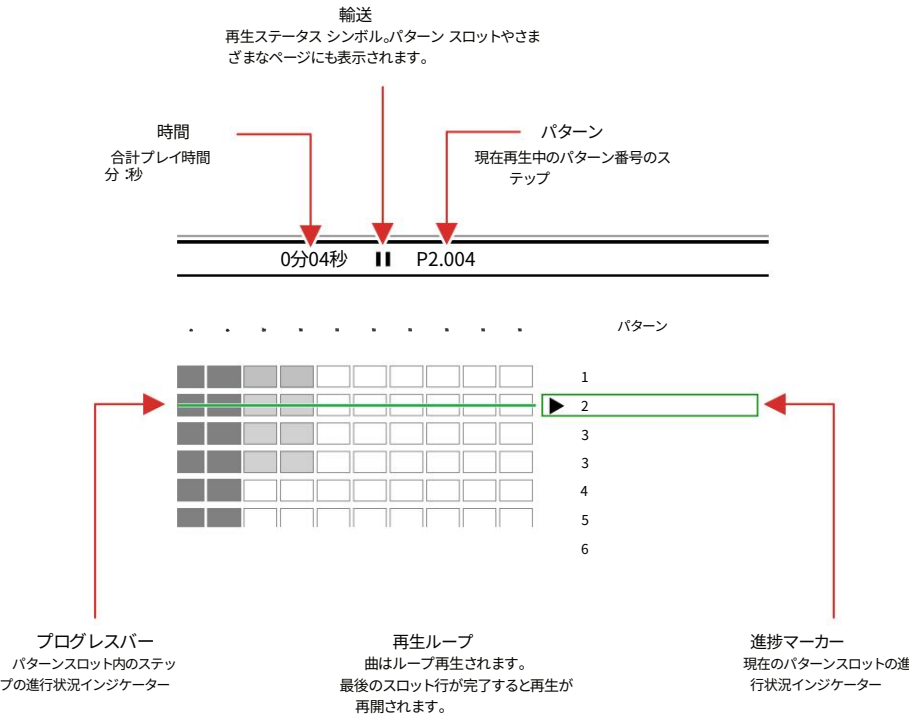 輸送
再生ステータス シンボル。パターン スロットやさま
ざまなページにも表示されます。
時間
合計プレイ時間
分：秒
パターン
現在再生中のパターン番号のス
テップ
0分04秒 P2.004
パターン
1
2
3
3
4
5
6
プログレスバー
パターンスロット内のステッ
プの進行状況インジケーター
再生ループ
曲はループ再生されます。
最後のスロット行が完了すると再生が
再開されます。
進捗マーカー
現在のパターンスロットの進
行状況インジケーター